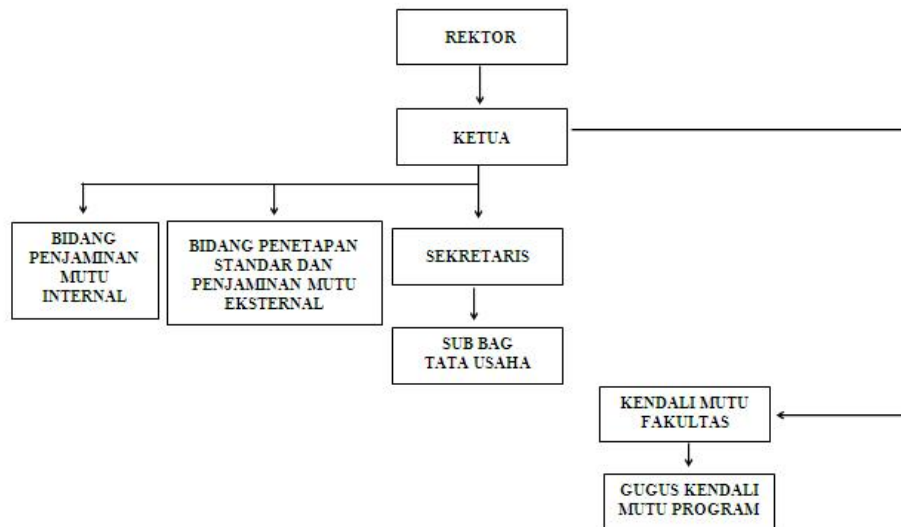 REKTOR
KETUA
BIDANG
PENJAMINAN
MUTU
INTERNAL
BIDANG PENETAPAN
STANDAR DAN
PENJAMINAN MUTU
EKSTERNAL
SEKRETARIS
SUB BAG
TATA USAHA
KENDALI MUTU
FAKULTAS
GUGUS KENDALI
MUTU PROGRAM